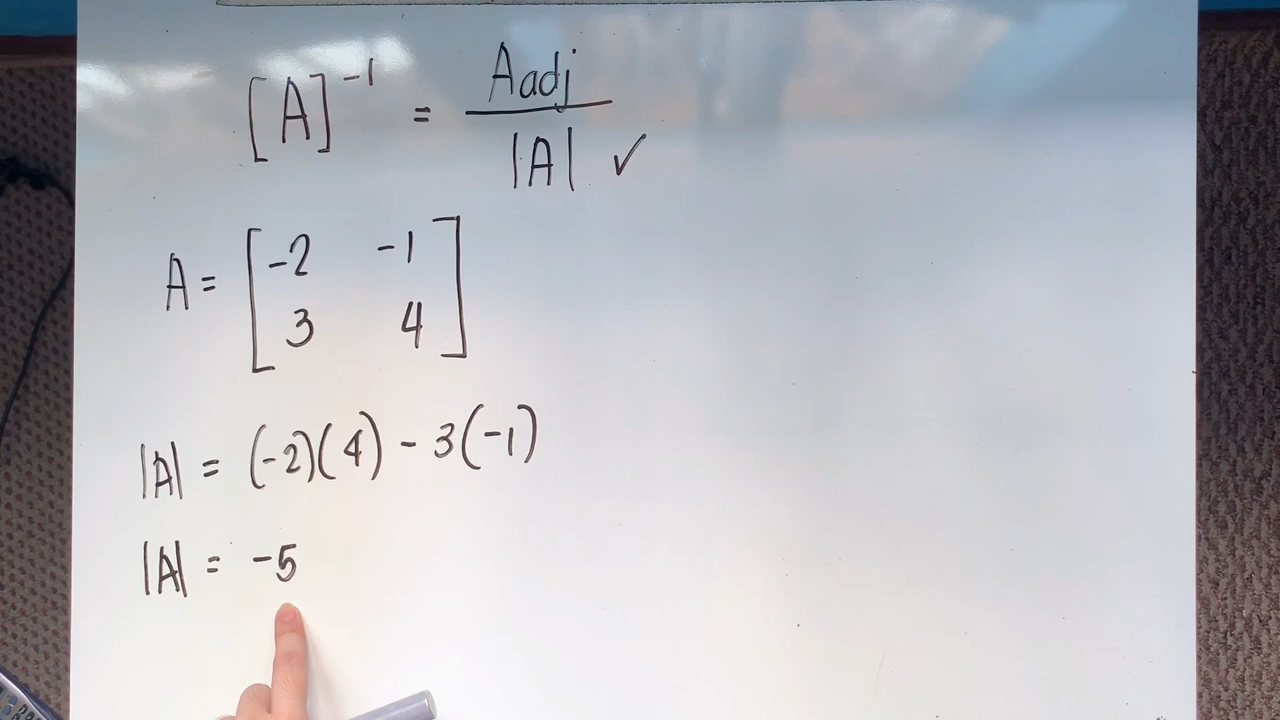 [A]⁻¹ = Aadj / |A| ✓
A = [-2 -1
3 4]
|A| = (-2)(4) - 3(-1)
|A| = -5